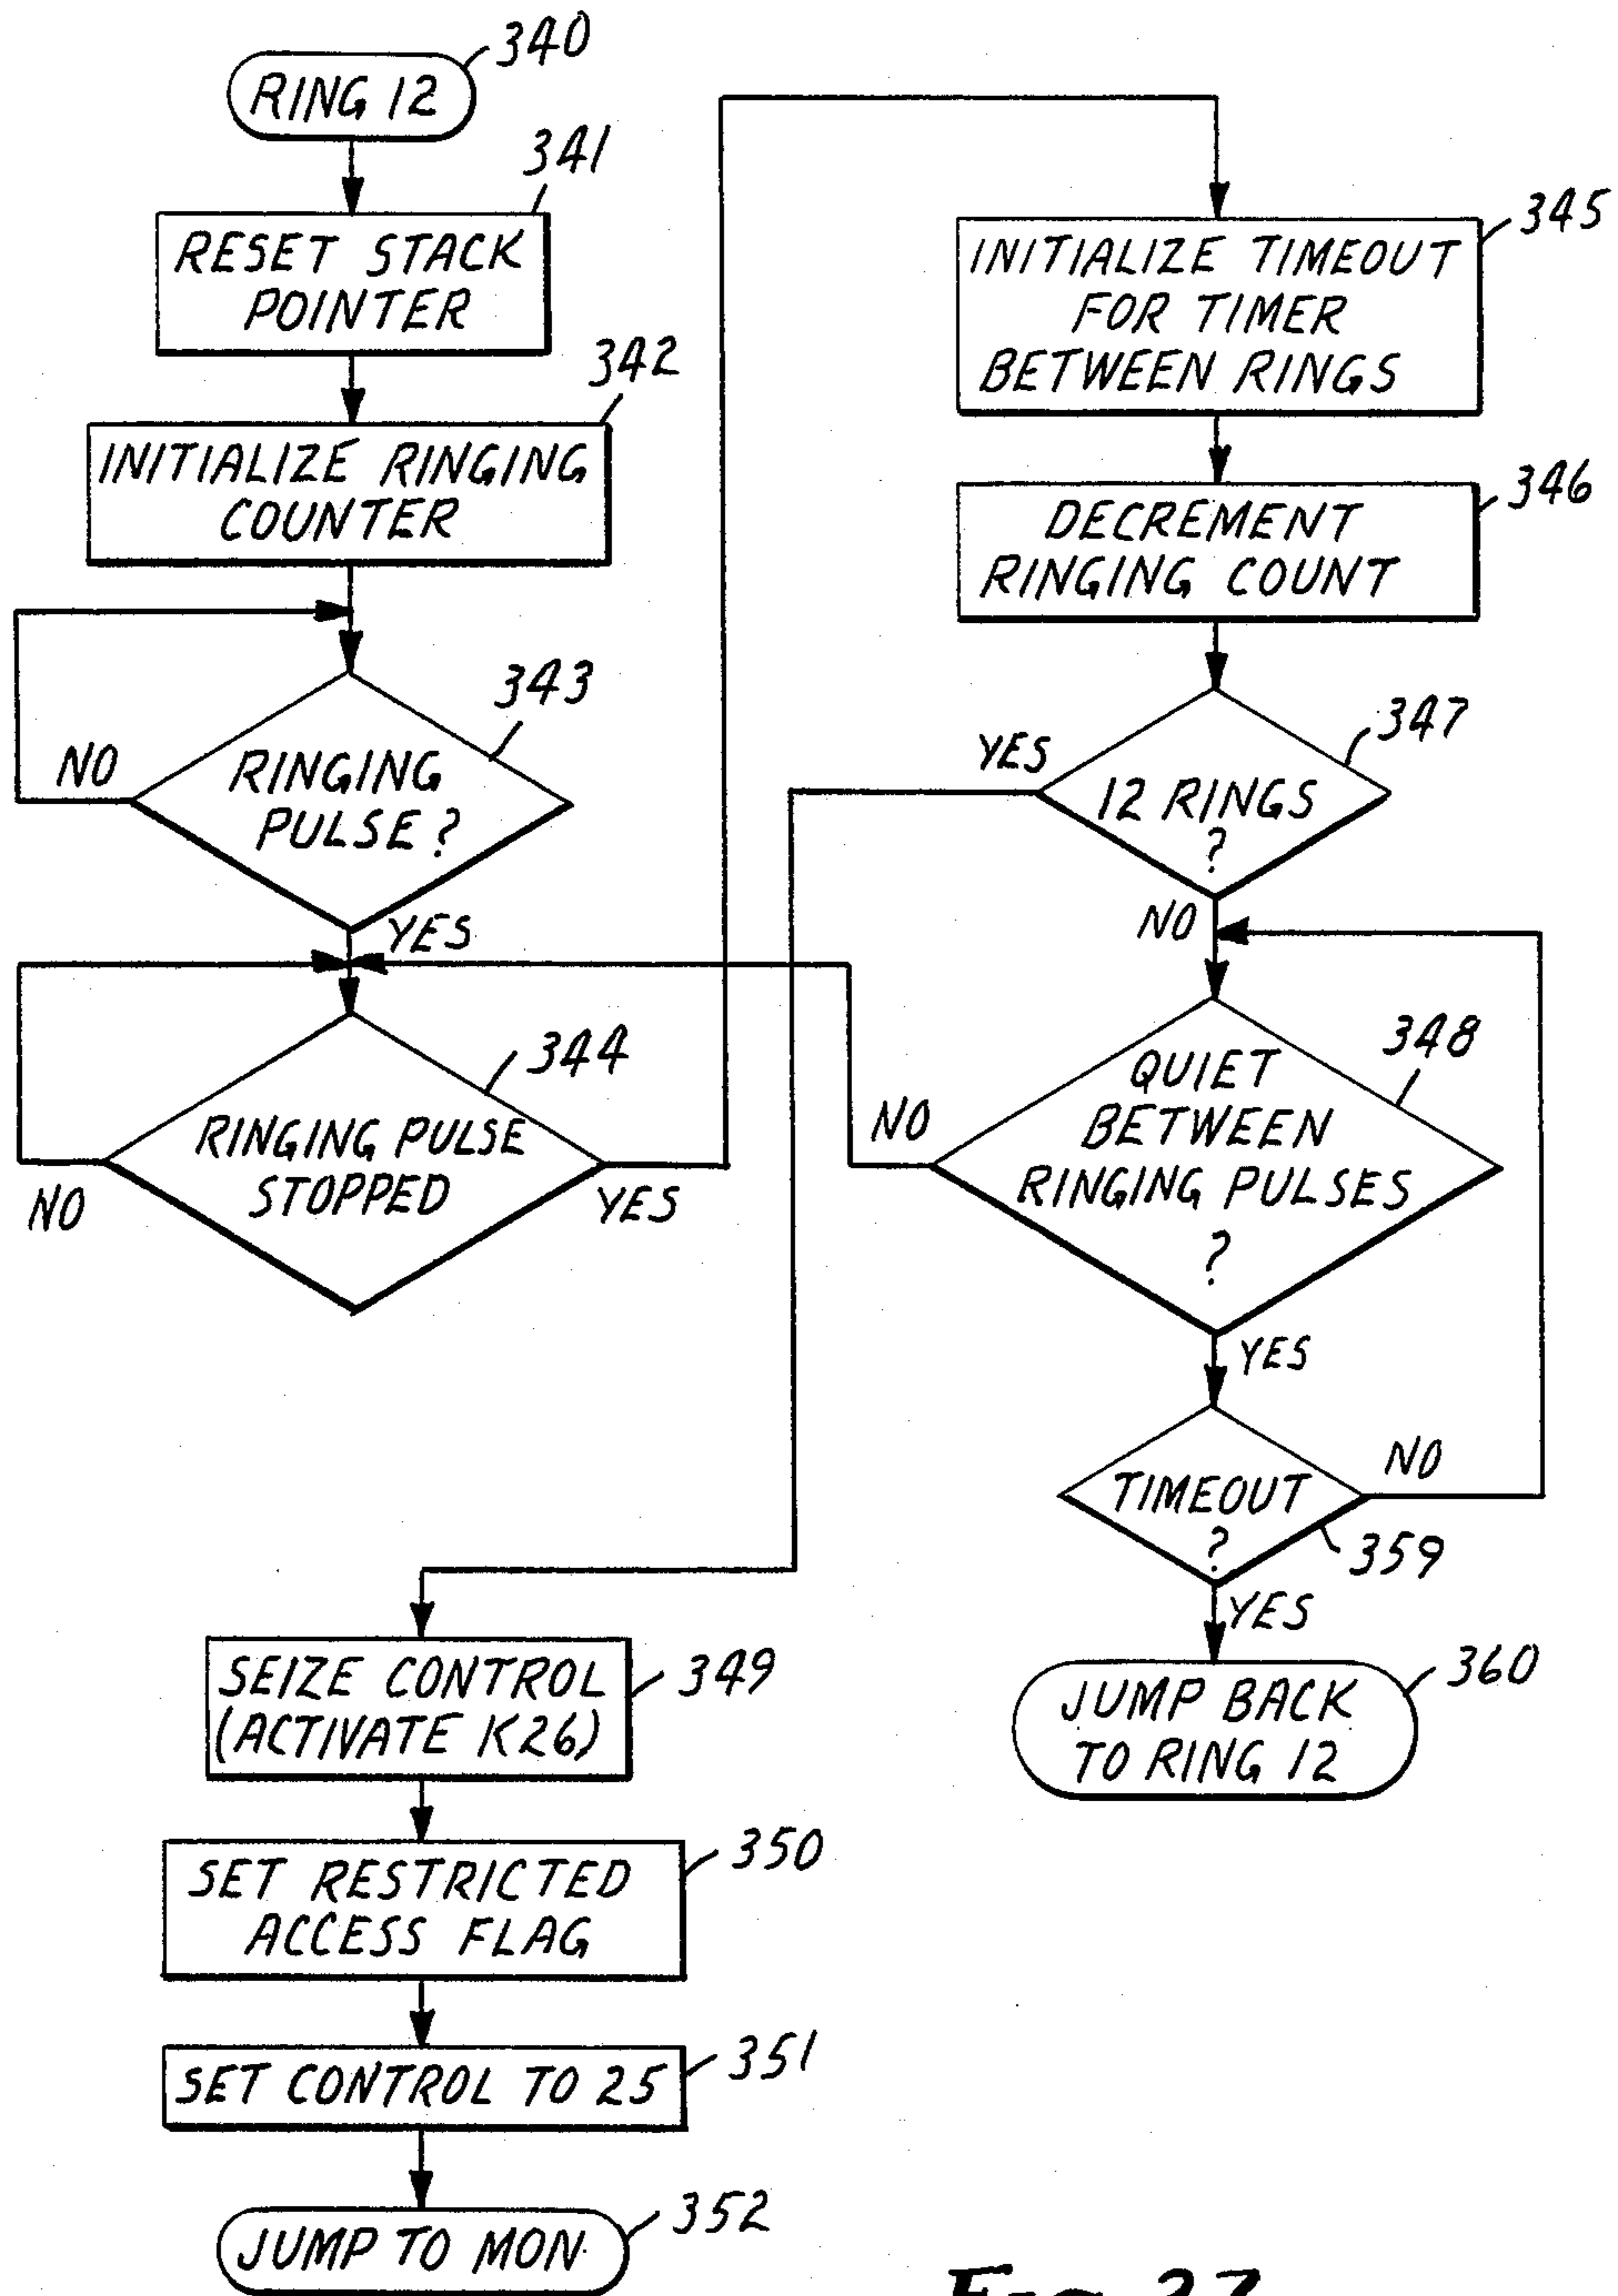 340
RING 12
341
RESET STACK
POINTER
342
INITIALIZE RINGING
COUNTER
343
RINGING
PULSE?
NO
YES
344
RINGING PULSE
STOPPED
NO
YES
345
INITIALIZE TIMEOUT
FOR TIMER
BETWEEN RINGS
346
DECREMENT
RINGING COUNT
347
12 RINGS
?
YES
NO
348
QUIET
BETWEEN
RINGING PULSES
?
NO
YES
TIMEOUT
?
NO
359
YES
360
JUMP BACK
TO RING 12
349
SEIZE CONTROL
(ACTIVATE K26)
350
SET RESTRICTED
ACCESS FLAG
351
SET CONTROL TO 25
352
JUMP TO MON.